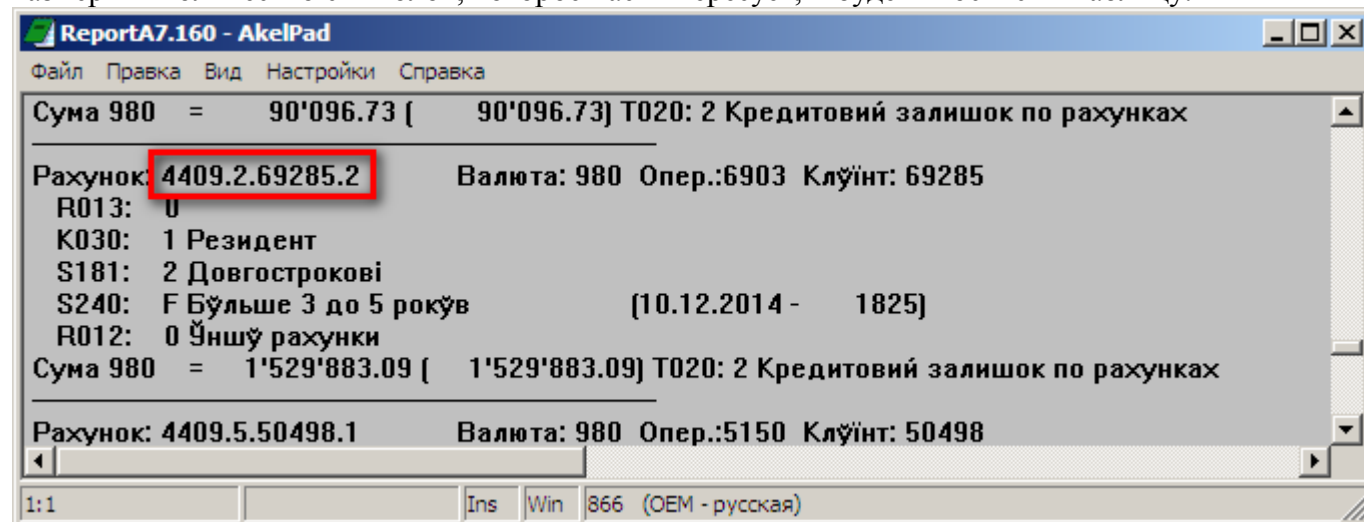 ReportA7.160 - AkelPad
Файл Правка Вид Настройки Справка
Сума 980 = 90'096.73 ( 90'096.73) T020: 2 Кредитовий залишок по рахунках
Рахунок: 4409.2.69285.2 Валюта: 980 Опер.:6903 Клўїнт: 69285
R013: 0
K030: 1 Резидент
S181: 2 Довгострокові
S240: F Бўльше 3 до 5 рокўв (10.12.2014 - 1825)
R012: 0 Ўншў рахунки
Сума 980 = 1'529'883.09 ( 1'529'883.09) T020: 2 Кредитовий залишок по рахунках
Рахунок: 4409.5.50498.1 Валюта: 980 Опер.:5150 Клўїнт: 50498
1:1 Ins Win 866 (OEM - русская)